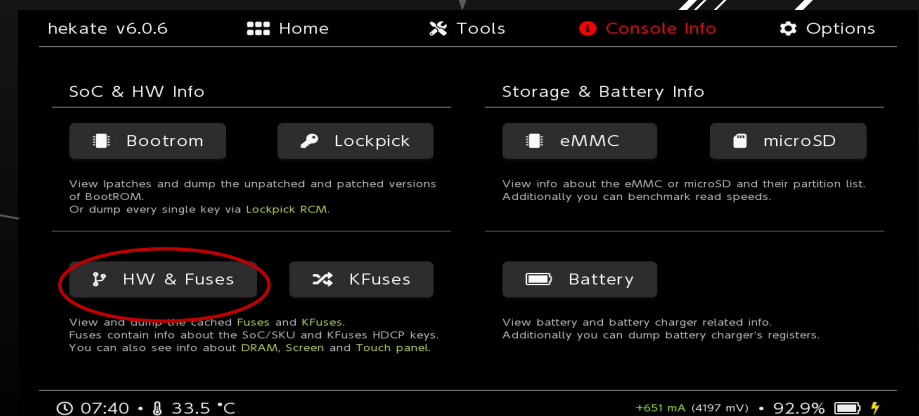 hekate v6.0.6 Home Tools Console Info Options
SoC & HW Info
Bootrom Lockpick
View Ipatches and dump the unpatched and patched versions
of BootROM.
Or dump every single key via Lockpick RCM.
HW & Fuses KFuses
View and dump the cached Fuses and KFuses.
Fuses contain info about the SoC/SKU and KFuses HDCP keys.
You can also see info about DRAM, Screen and Touch panel.
Storage & Battery Info
eMMC microSD
View info about the eMMC or microSD and their partition list.
Additionally you can benchmark read speeds.
Battery
View battery and battery charger related info.
Additionally you can dump battery charger's registers.
07:40 • 33.5 °C +651 mA (4197 mV) • 92.9%